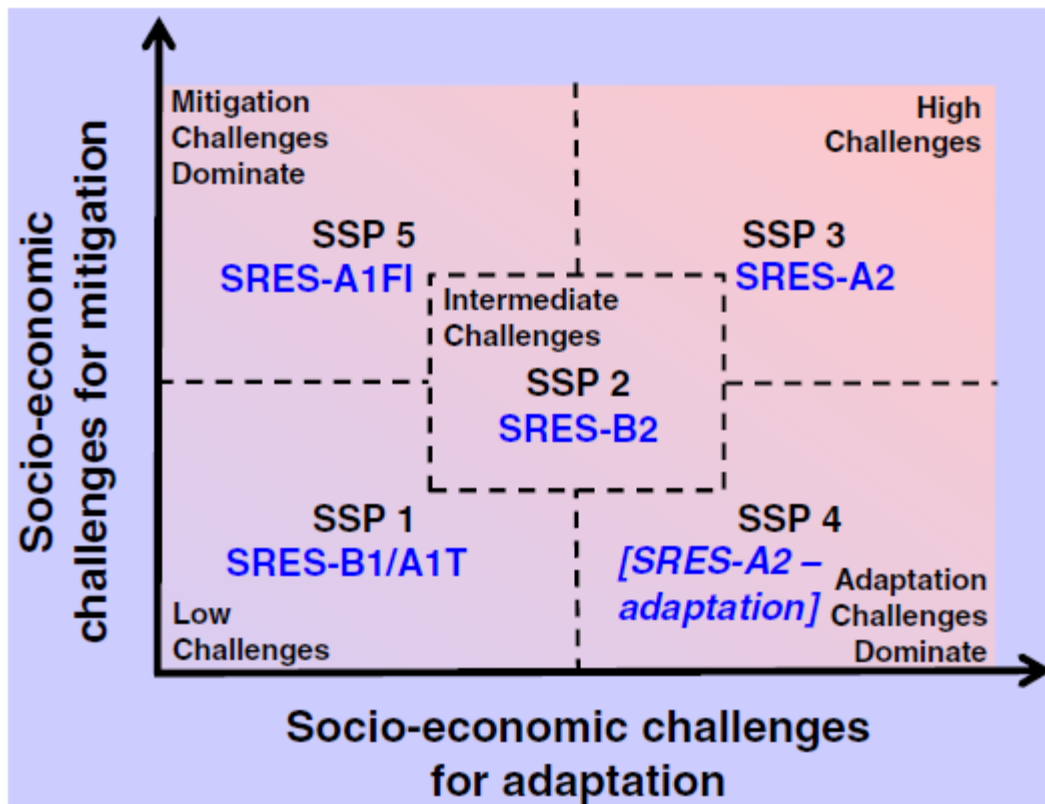 Socio-economic
challenges for mitigation
Mitigation
Challenges
Dominate
High
Challenges
SSP 5
SRES-A1FI
SSP 3
SRES-A2
Intermediate
Challenges
SSP 2
SRES-B2
SSP 1
SRES-B1/A1T
Low
Challenges
SSP 4
[SRES-A2 –
adaptation]
Adaptation
Challenges
Dominate
Socio-economic challenges
for adaptation